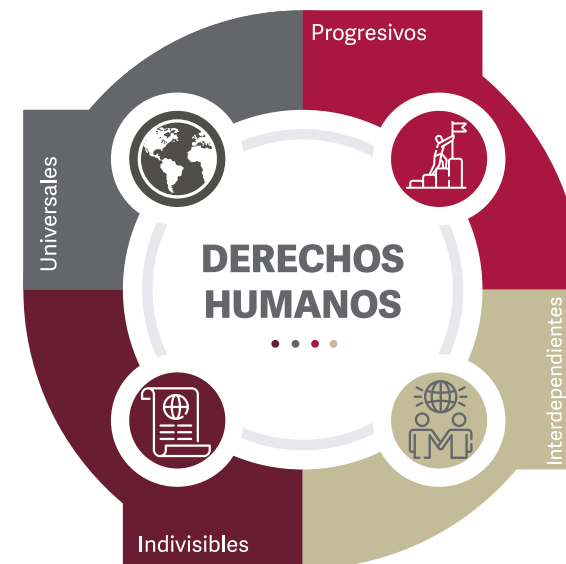 Progresivos
Universales
DERECHOS
HUMANOS
Interdependientes
Indivisibles